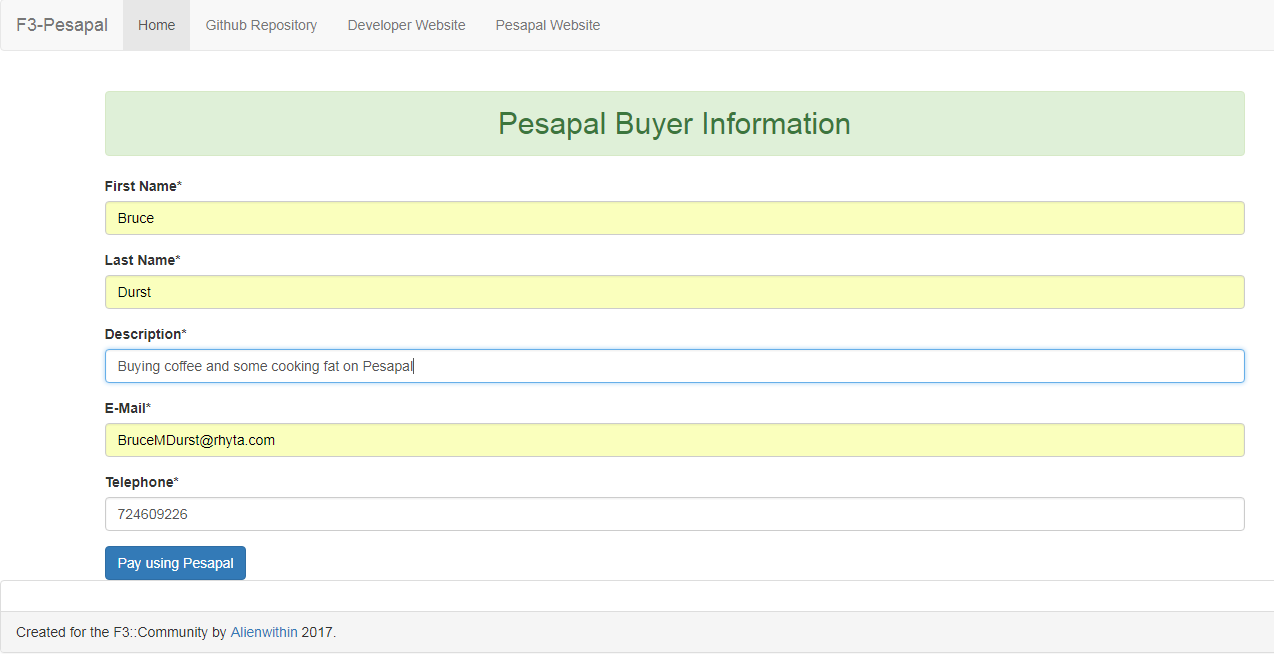 F3-Pesapal Home Github Repository Developer Website Pesapal Website
Pesapal Buyer Information
First Name*
Bruce
Last Name*
Durst
Description*
Buying coffee and some cooking fat on Pesapal
E-Mail*
BruceMDurst@rhyta.com
Telephone*
724609226
Pay using Pesapal
Created for the F3::Community by Alienwithin 2017.